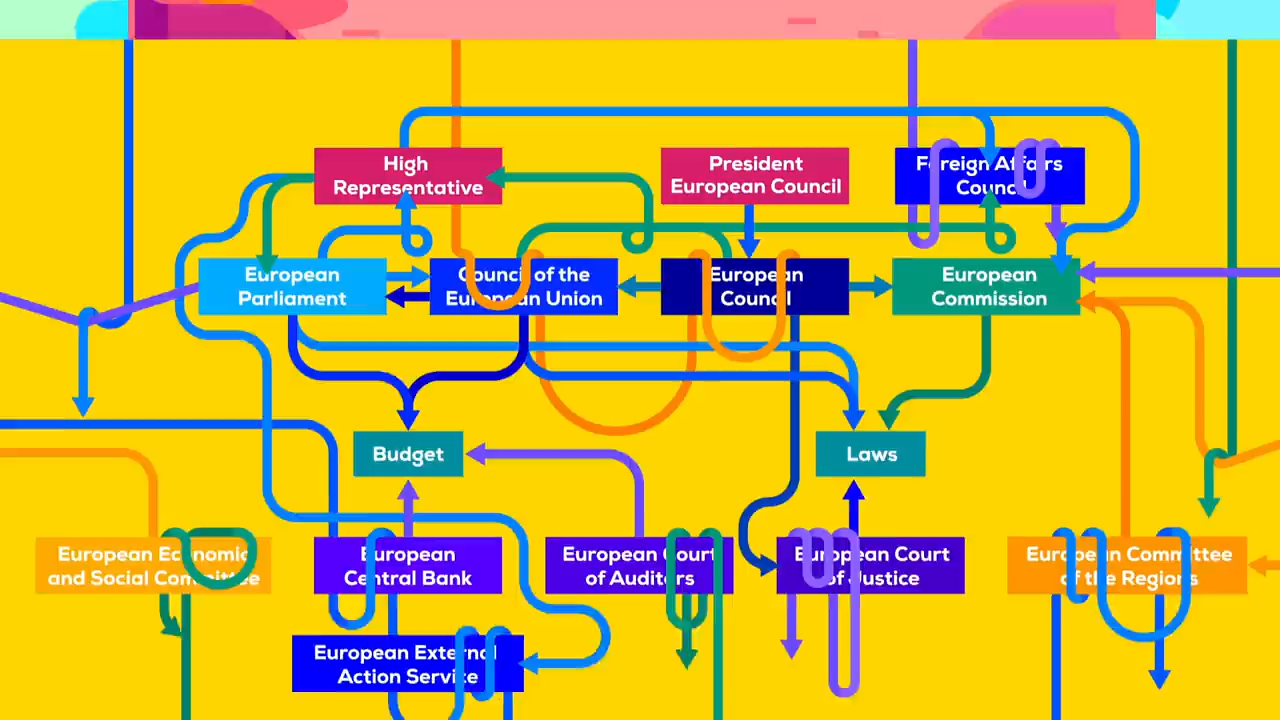 High
Representative
President
European Council
Foreign Affairs
Council
European
Parliament
Council of the
European Union
European
Council
European
Commission
Budget
Laws
European Economic
and Social Committee
European
Central Bank
European Court
of Auditors
European Court
of Justice
European Committee
of the Regions
European External
Action Service